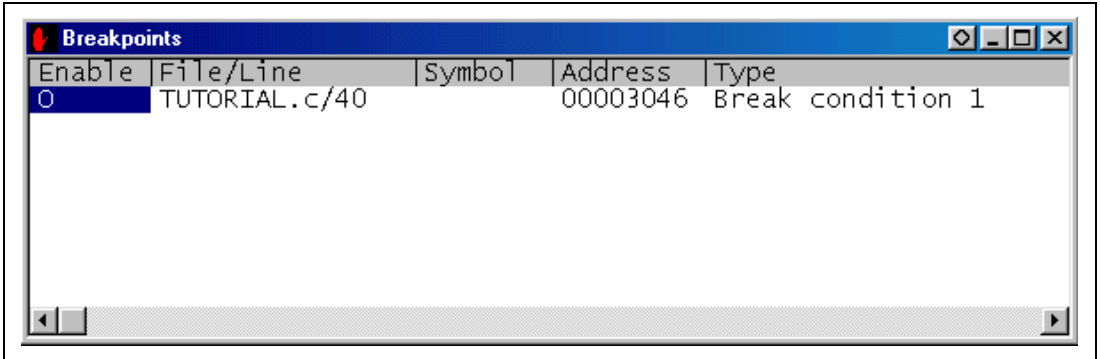 Breakpoints
Enable |File/Line |Symbol |Address |Type
O TUTORIAL.c/40 00003046 Break condition 1